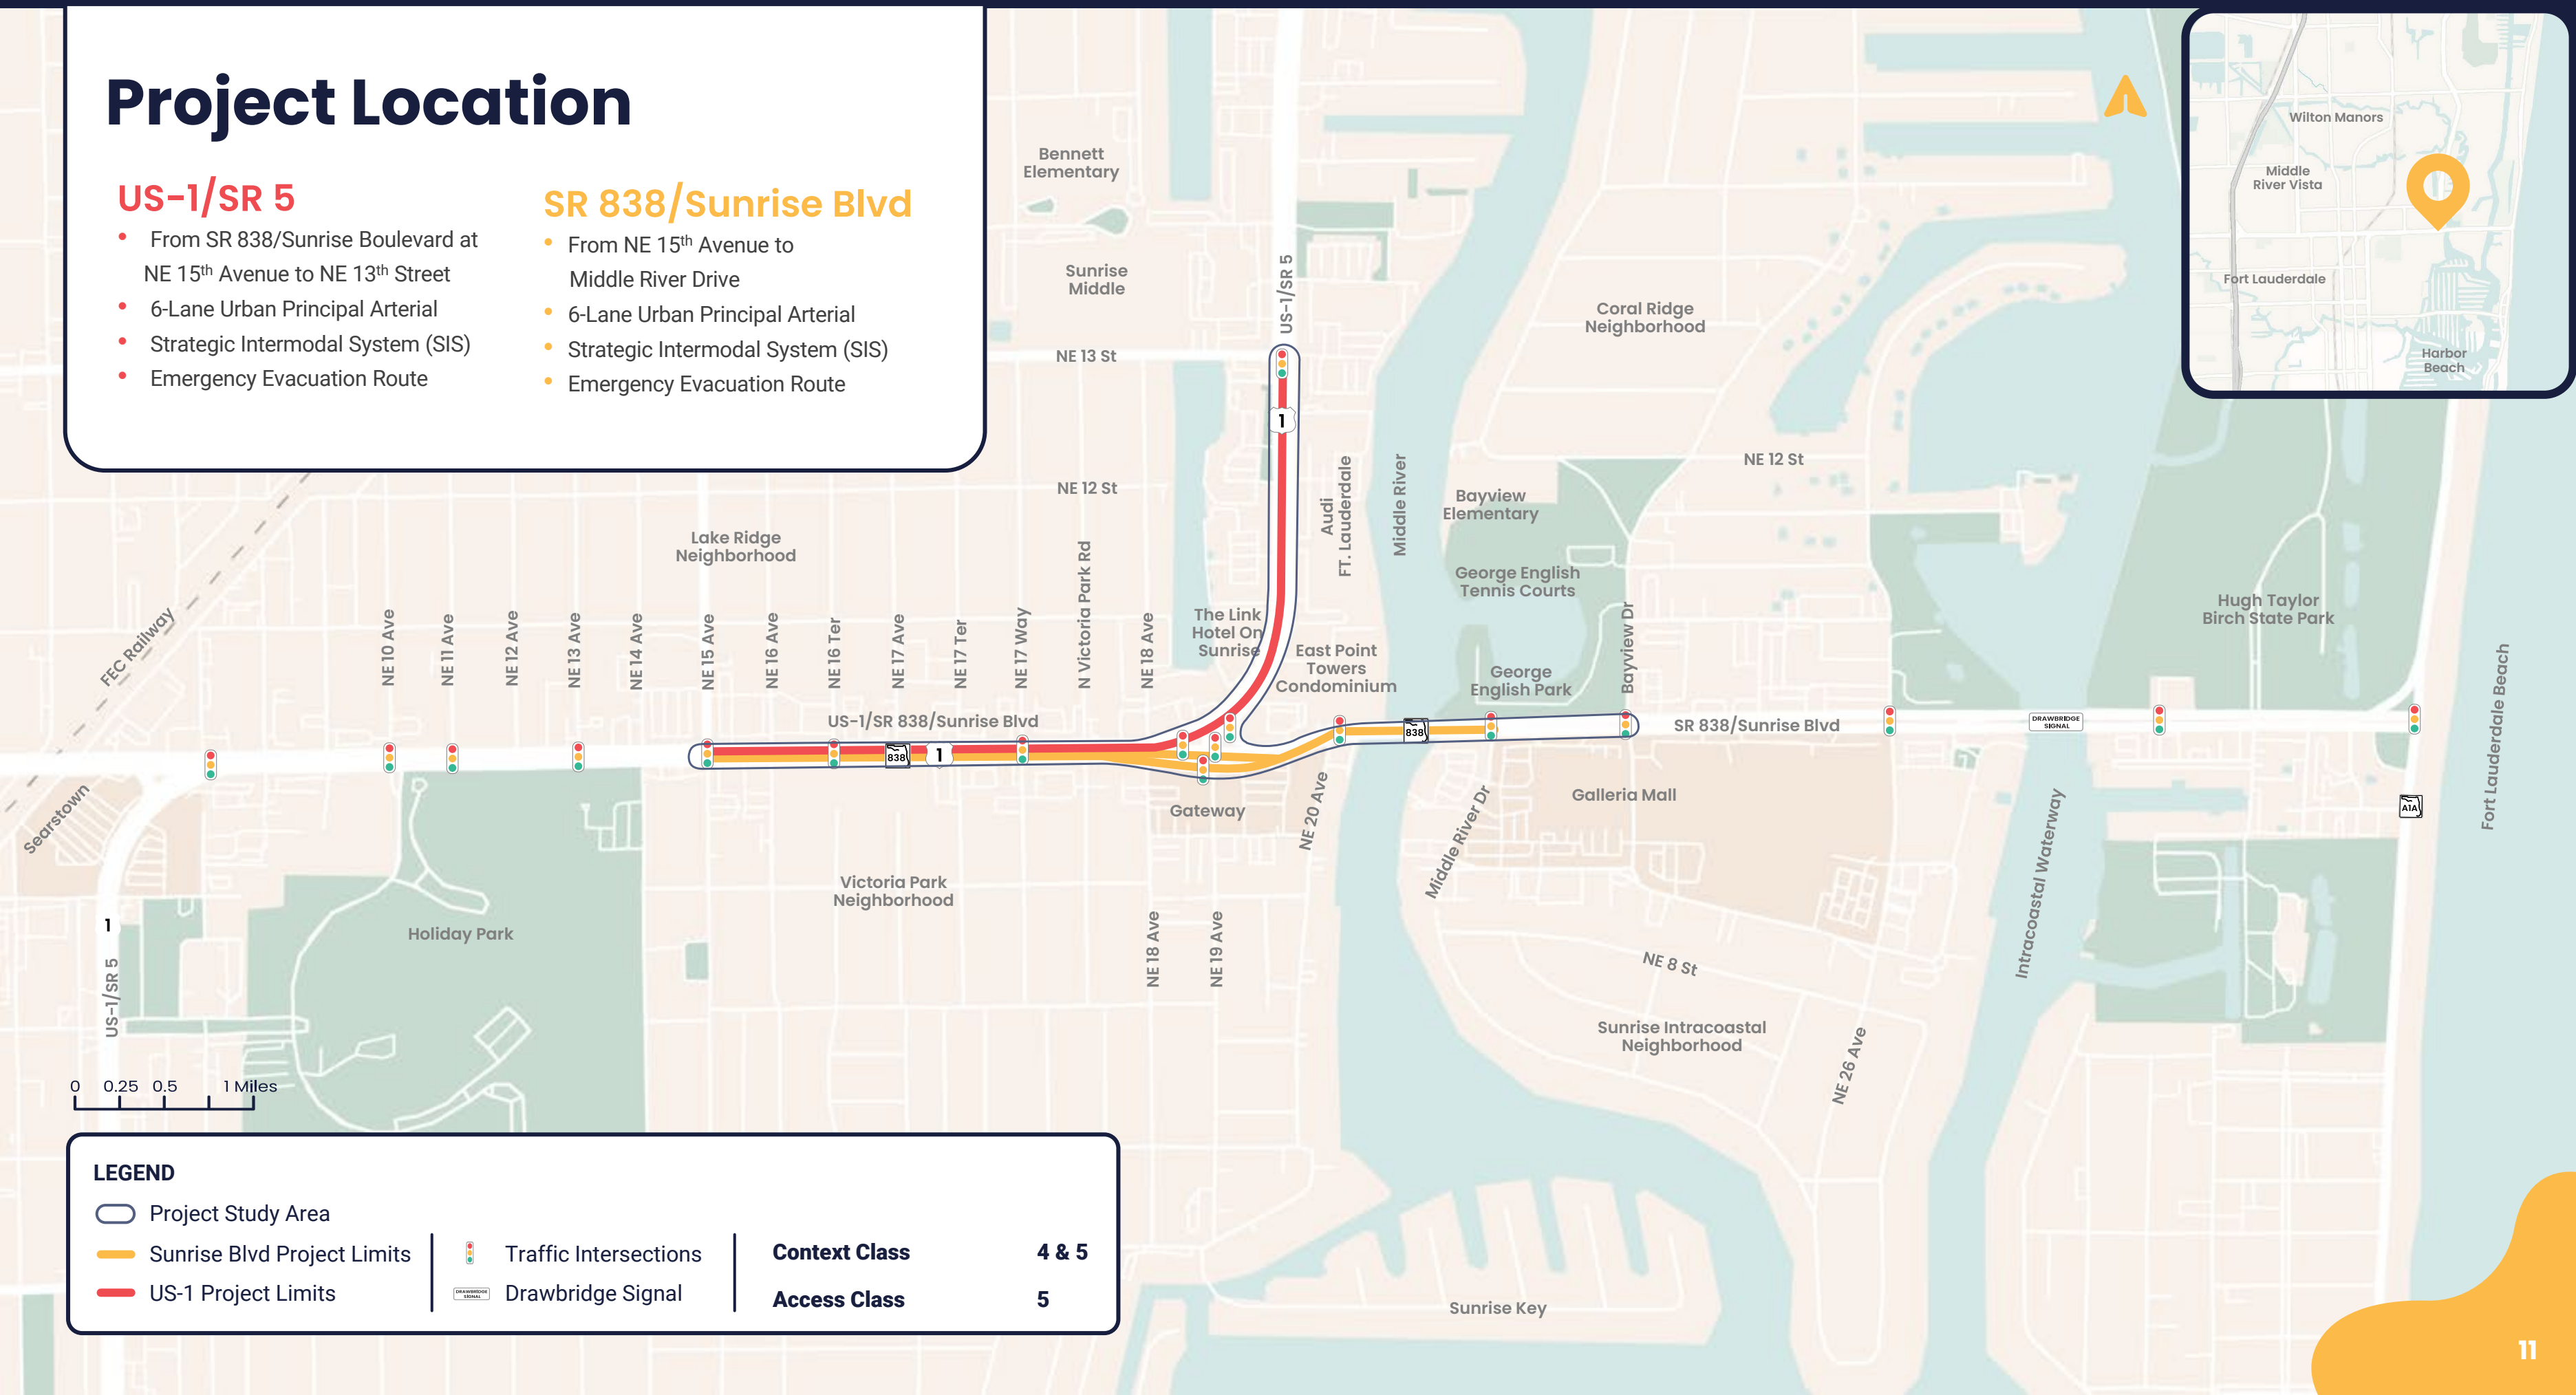 Project Location
US-1/SR 5
• From SR 838/Sunrise Boulevard at
NE 15th Avenue to NE 13th Street
• 6-Lane Urban Principal Arterial
• Strategic Intermodal System (SIS)
• Emergency Evacuation Route
SR 838/Sunrise Blvd
• From NE 15th Avenue to
Middle River Drive
• 6-Lane Urban Principal Arterial
• Strategic Intermodal System (SIS)
• Emergency Evacuation Route
Wilton Manors
Middle
River Vista
Fort Lauderdale
Harbor
Beach
Bennett
Elementary
Sunrise
Middle
US-1/SR 5
NE 13 St
1
Coral Ridge
Neighborhood
NE 12 St
NE 12 St
Lake Ridge
Neighborhood
Audi
FT. Lauderdale
Middle River
Bayview
Elementary
George English
Tennis Courts
Hugh Taylor
Birch State Park
FEC Railway
NE 10 Ave
NE 11 Ave
NE 12 Ave
NE 13 Ave
NE 14 Ave
NE 15 Ave
NE 16 Ave
NE 16 Ter
NE 17 Ave
NE 17 Ter
NE 17 Way
N Victoria Park Rd
NE 18 Ave
The Link
Hotel On
Sunrise
East Point
Towers
Condominium
George
English Park
Bayview Dr
US-1/SR 838/Sunrise Blvd
838
1
838
SR 838/Sunrise Blvd
DRAWBRIDGE
SIGNAL
Fort Lauderdale Beach
A1A
Searstown
Gateway
NE 20 Ave
Middle River Dr
Galleria Mall
Intracoastal Waterway
Victoria Park
Neighborhood
Holiday Park
1
US-1/SR 5
NE 18 Ave
NE 19 Ave
NE 8 St
Sunrise Intracoastal
Neighborhood
NE 26 Ave
Sunrise Key
0 0.25 0.5 1 Miles
LEGEND
Project Study Area
Sunrise Blvd Project Limits
US-1 Project Limits
Traffic Intersections
DRAWBRIDGE
SIGNAL
Drawbridge Signal
Context Class 4 & 5
Access Class 5
11